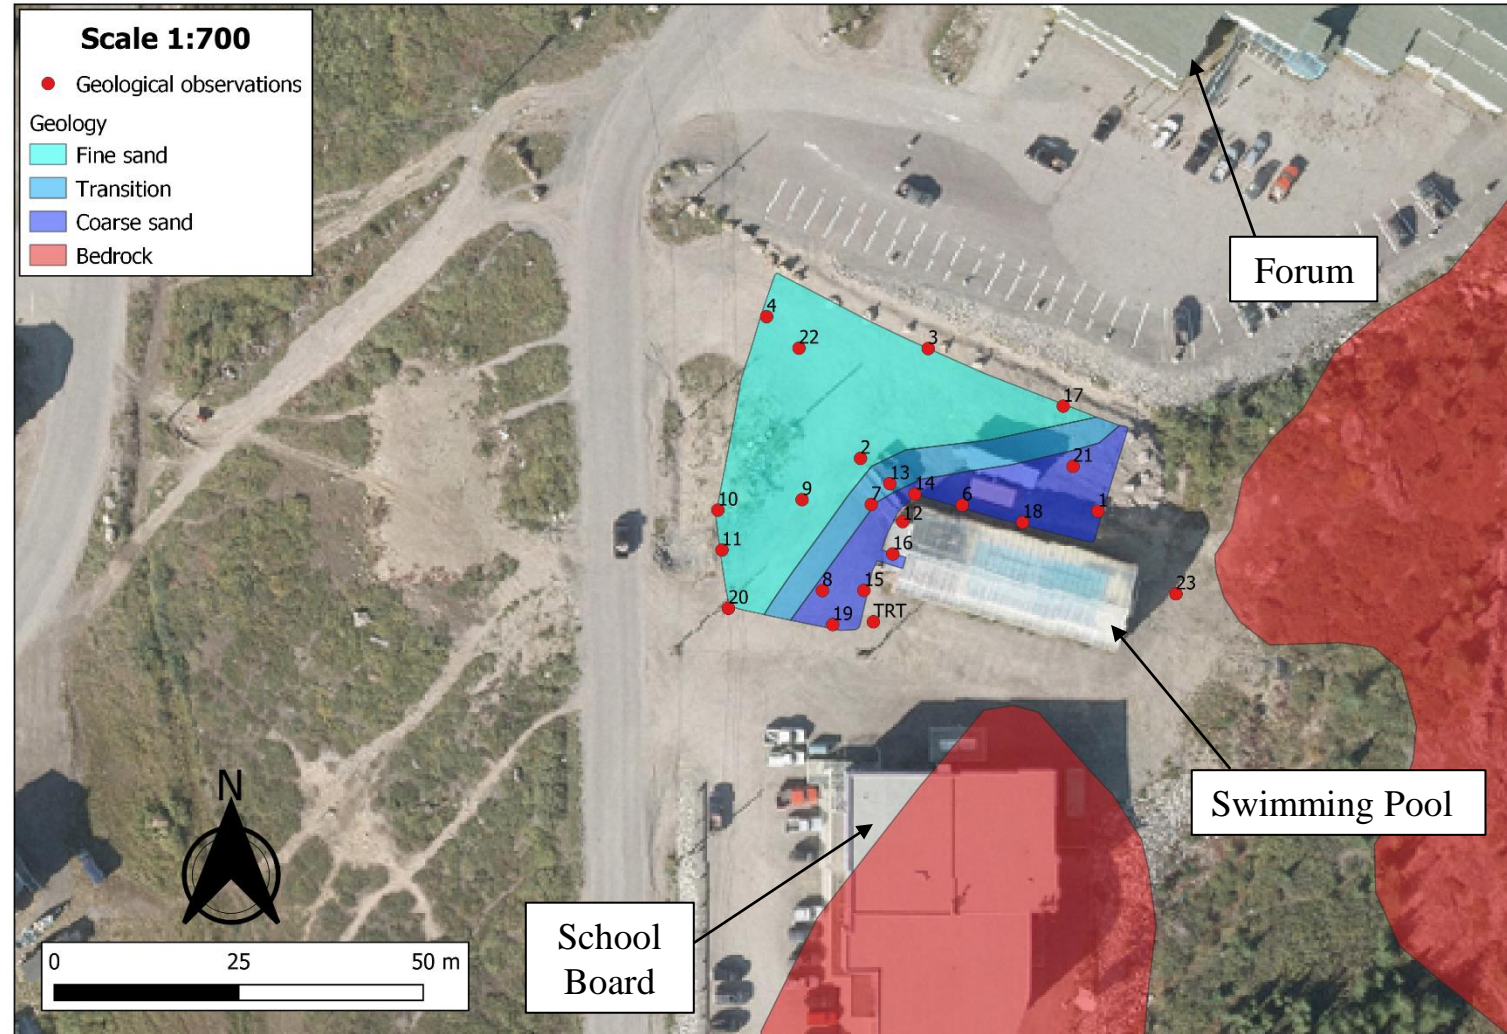 Scale 1:700
Geological observations
Geology
Fine sand
Transition
Coarse sand
Bedrock
Forum
4
22
3
17
2
21
13
14
9
7
6
1
10
12
18
11
16
8
15
23
20
19
TRT
Swimming Pool
N
School
Board
0 25 50 m